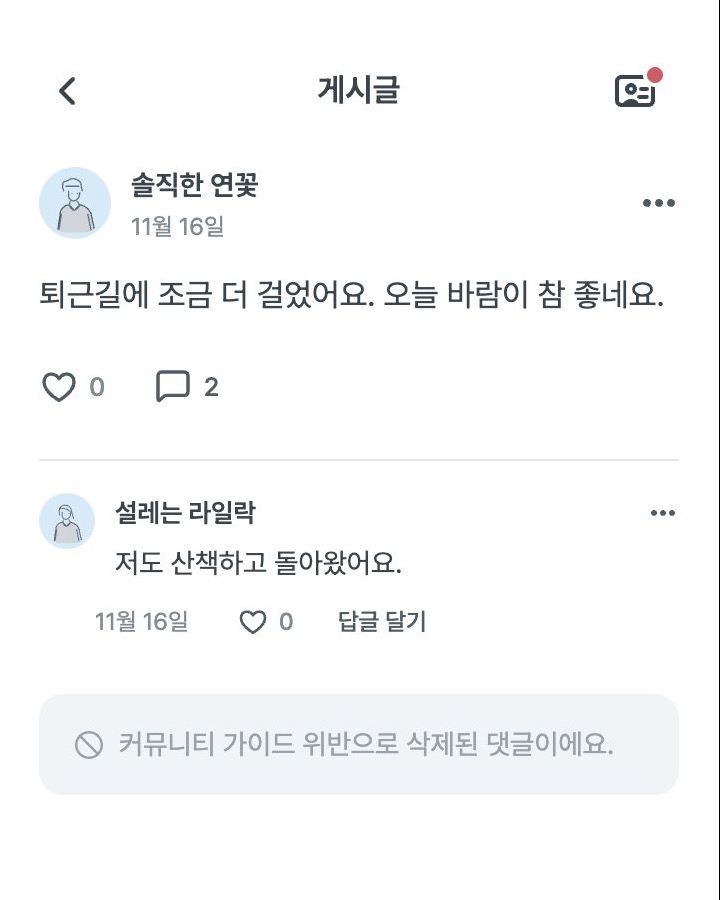 게시글
솔직한 연꽃
11월 16일
퇴근길에 조금 더 걸었어요. 오늘 바람이 참 좋네요.
0 2
설레는 라일락
저도 산책하고 돌아왔어요.
11월 16일 0 답글 달기
커뮤니티 가이드 위반으로 삭제된 댓글이에요.